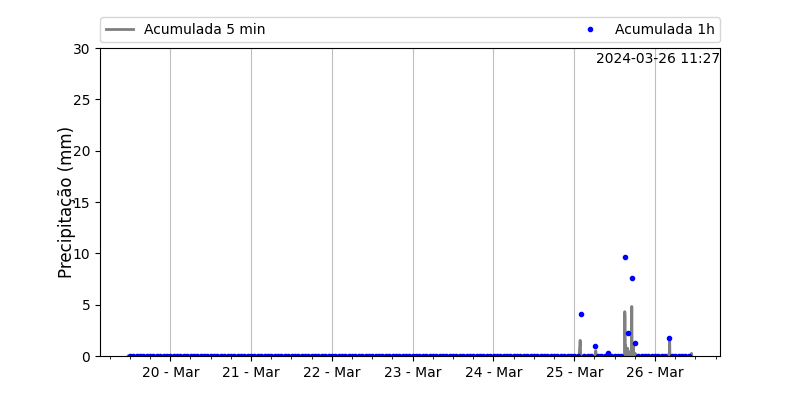 Acumulada 5 min
Acumulada 1h
2024-03-26 11:27
Precipitação (mm)
30
25
20
15
10
5
0
20 - Mar
21 - Mar
22 - Mar
23 - Mar
24 - Mar
25 - Mar
26 - Mar